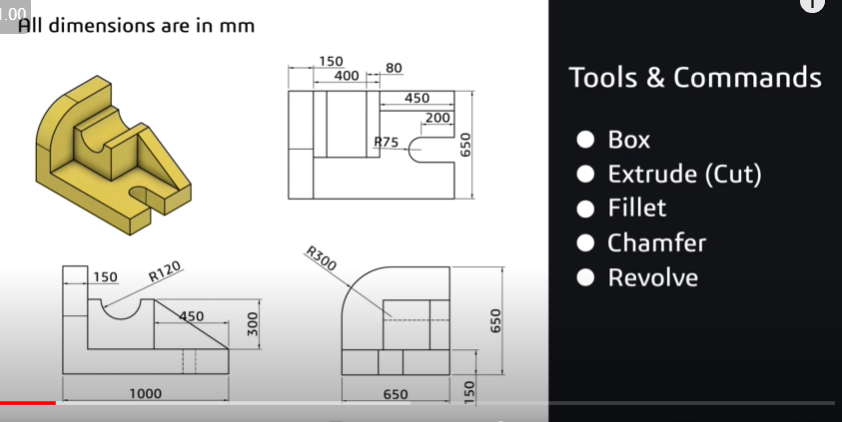 1.00
All dimensions are in mm
150
400
80
450
200
R75
650
150
R120
450
300
1000
R300
650
650
150
Tools & Commands
Box
Extrude (Cut)
Fillet
Chamfer
Revolve